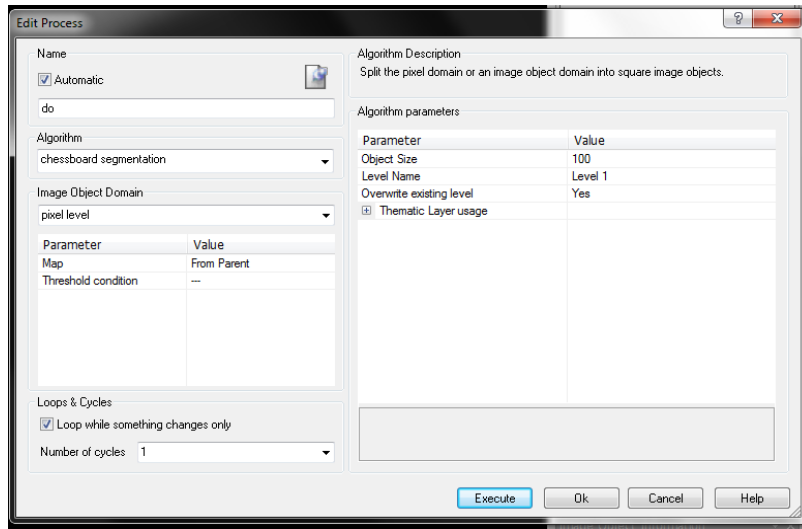 Edit Process
Name
Automatic
do
Algorithm
chessboard segmentation
Image Object Domain
pixel level
Parameter Value
Map From Parent
Threshold condition ---
Loops & Cycles
Loop while something changes only
Number of cycles 1
Algorithm Description
Split the pixel domain or an image object domain into square image objects.
Algorithm parameters
Parameter Value
Object Size 100
Level Name Level 1
Overwrite existing level Yes
Thematic Layer usage
Execute Ok Cancel Help